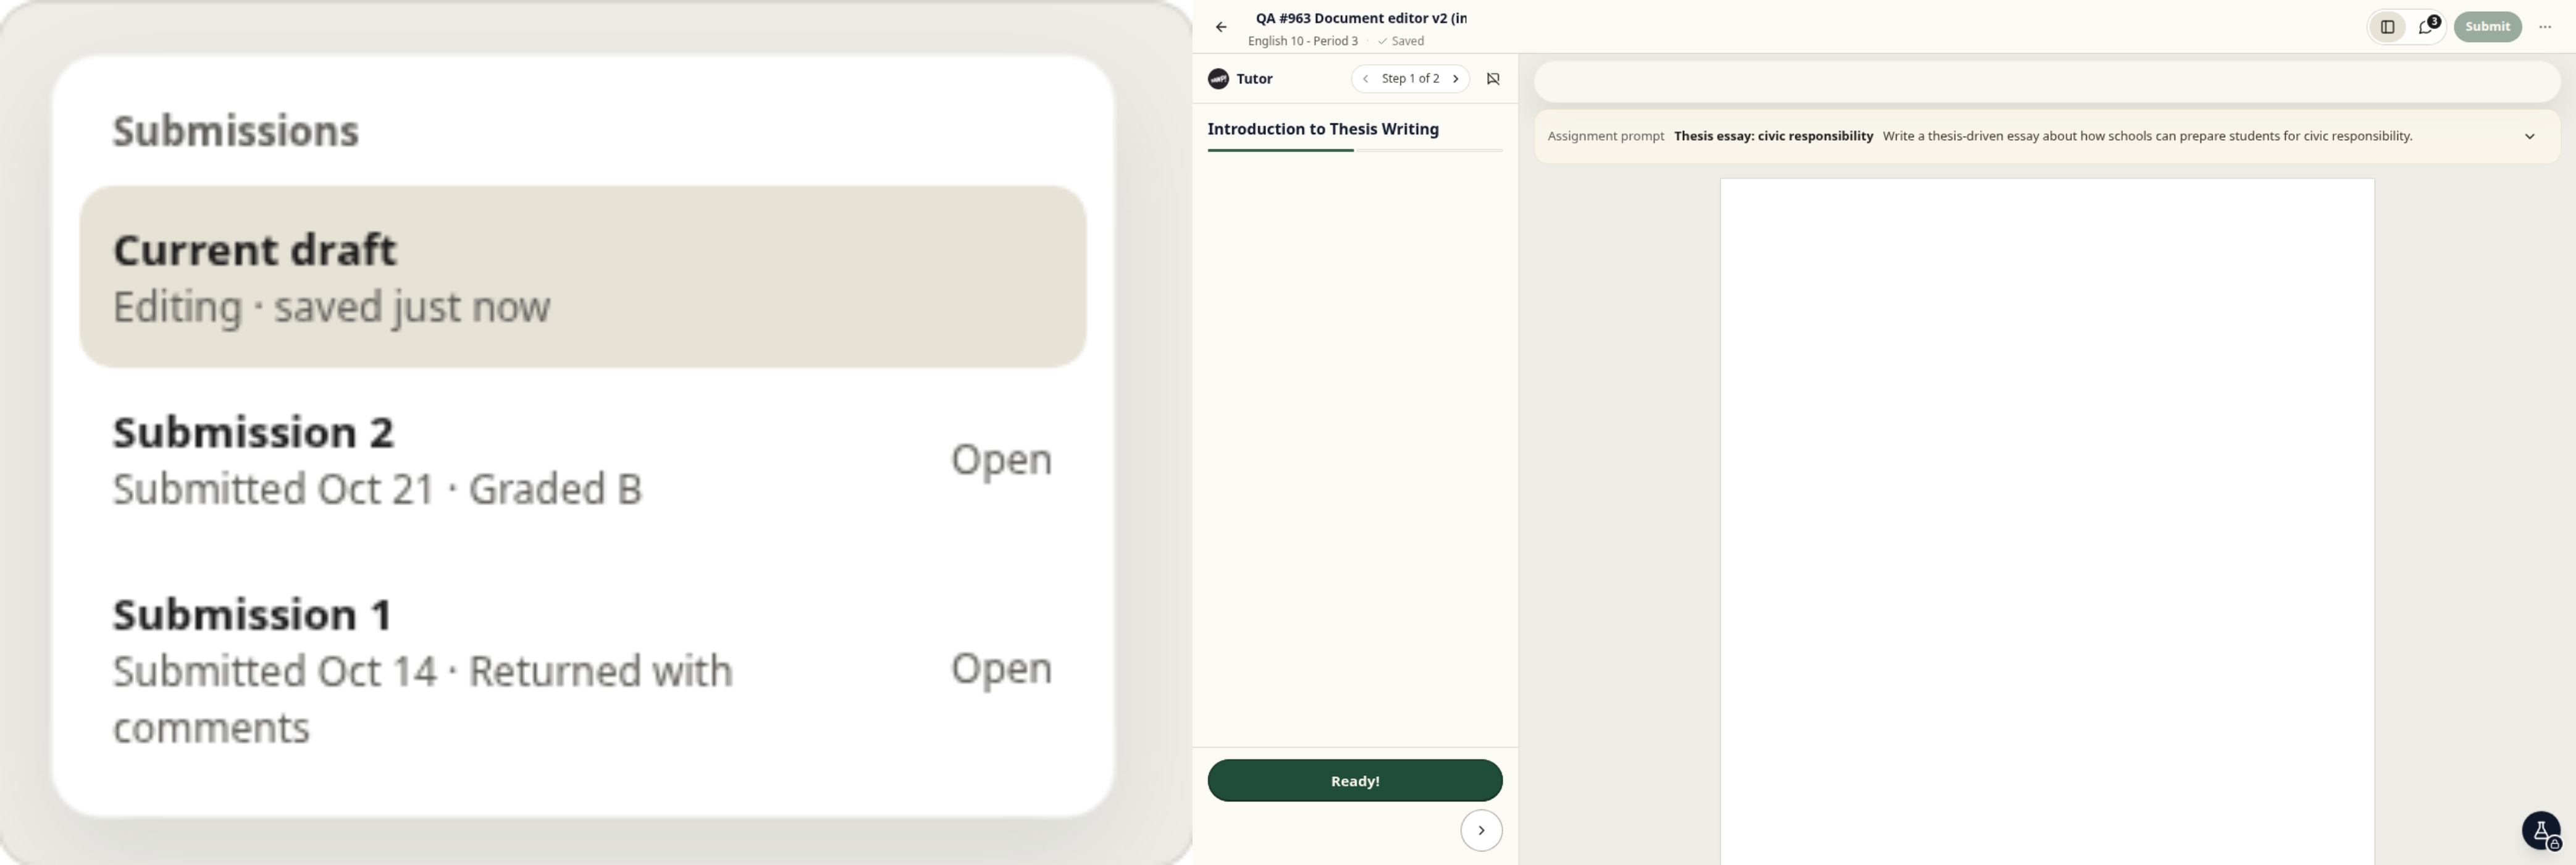 Submissions
Current draft
Editing · saved just now
Submission 2
Submitted Oct 21 · Graded B
Open
Submission 1
Submitted Oct 14 · Returned with
comments
Open
QA #963 Document editor v2 (in
English 10 - Period 3 · Saved
3
Submit
Tutor
Step 1 of 2
Introduction to Thesis Writing
Assignment prompt Thesis essay: civic responsibility Write a thesis-driven essay about how schools can prepare students for civic responsibility.
Ready!